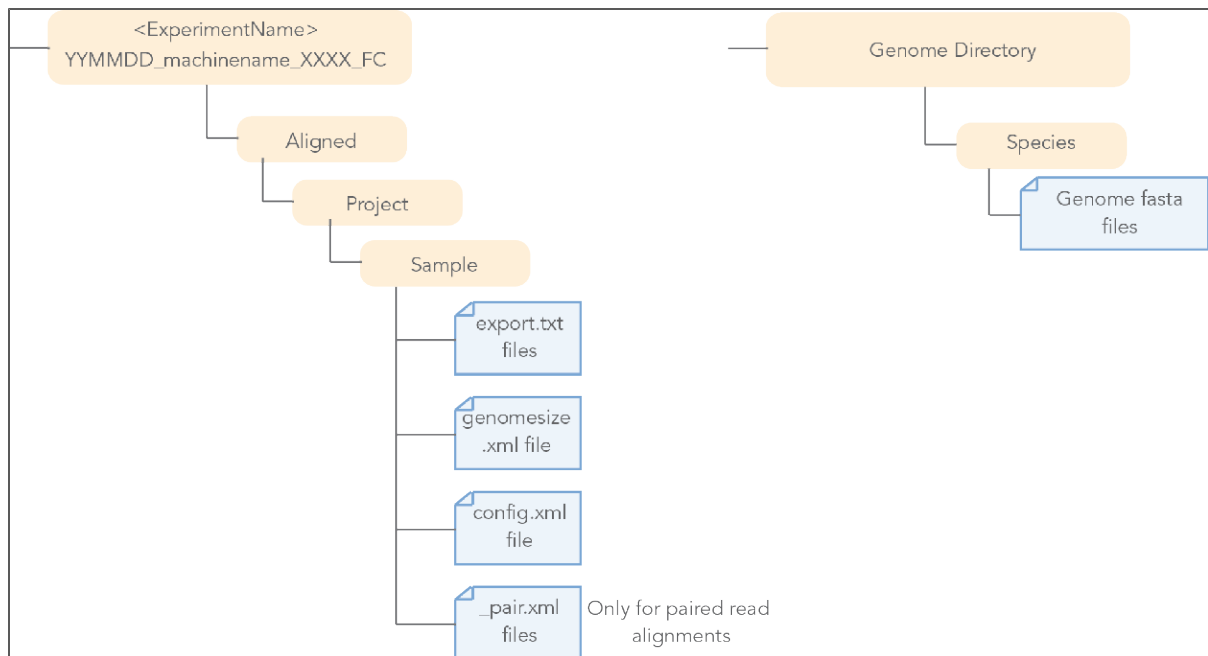 <ExperimentName>
YYMMDD_machinename_XXXX_FC
Aligned
Project
Sample
export.txt
files
genomesize
.xml file
config.xml
file
_pair.xml
files
Only for paired read
alignments
Genome Directory
Species
Genome fasta
files